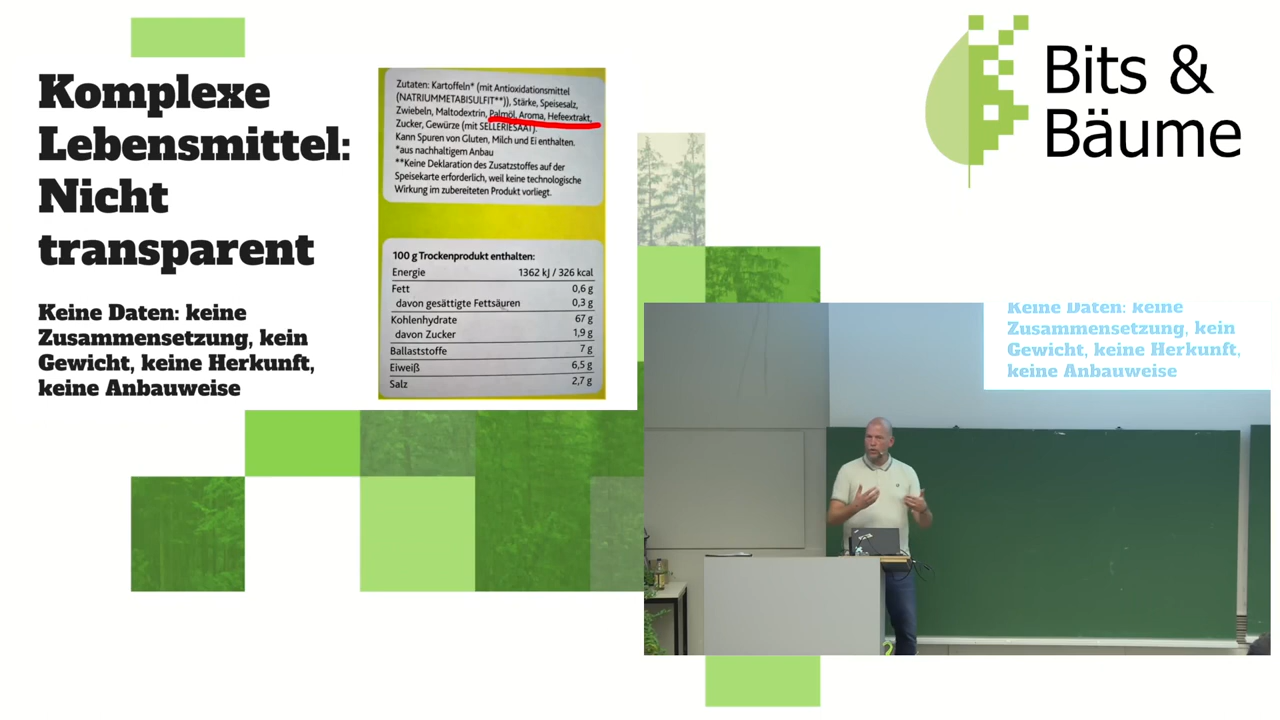 Komplexe
Lebensmittel:
Nicht
transparent
Keine Daten: keine
Zusammensetzung, kein
Gewicht, keine Herkunft,
keine Anbauweise
Zutaten: Kartoffeln* (mit Antioxidationsmittel
(NATRIUMMETABISULFIT**)), Stärke, Speisesalz,
Zwiebeln, Maltodextrin, Palmöl, Aroma, Hefeextrakt,
Zucker, Gewürze (mit SELLERIESAAT).
Kann Spuren von Gluten, Milch und Ei enthalten.
*aus nachhaltigem Anbau
**Keine Deklaration des Zusatzstoffes auf der
Speisekarte erforderlich, weil keine technologische
Wirkung im zubereiteten Produkt vorliegt.
100 g Trockenprodukt enthalten:
Energie 1362 kJ / 326 kcal
Fett 0,6 g
davon gesättigte Fettsäuren 0,3 g
Kohlenhydrate 67 g
davon Zucker 1,9 g
Ballaststoffe 7 g
Eiweiß 6,5 g
Salz 2,7 g
Bits &
Bäume
Keine Daten: keine
Zusammensetzung, kein
Gewicht, keine Herkunft,
keine Anbauweise